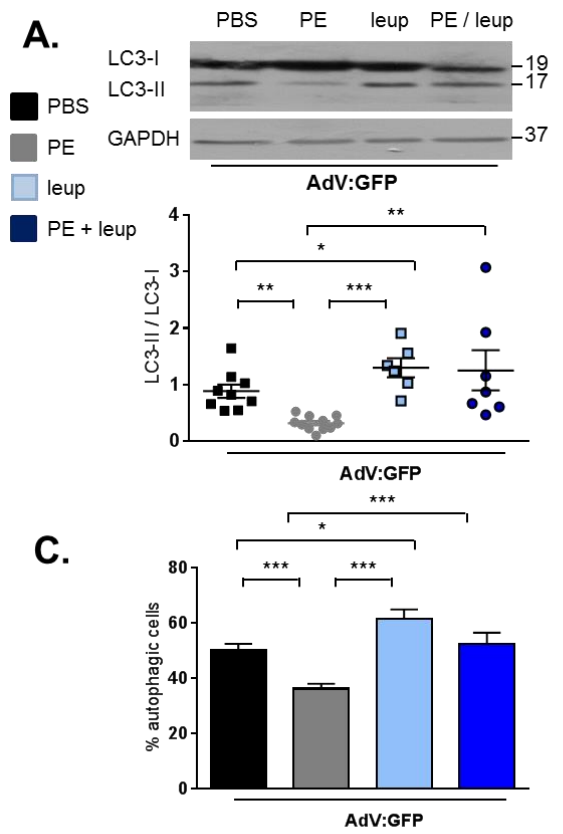 A.
PBS PE leup PE / leup
LC3-I
LC3-II
19
17
GAPDH
37
AdV:GFP
PBS
PE
leup
PE + leup
LC3-II / LC3-I
4
3
2
1
0
**
*
** ***
AdV:GFP
C.
% autophagic cells
80
60
40
20
0
***
*
*** ***
AdV:GFP